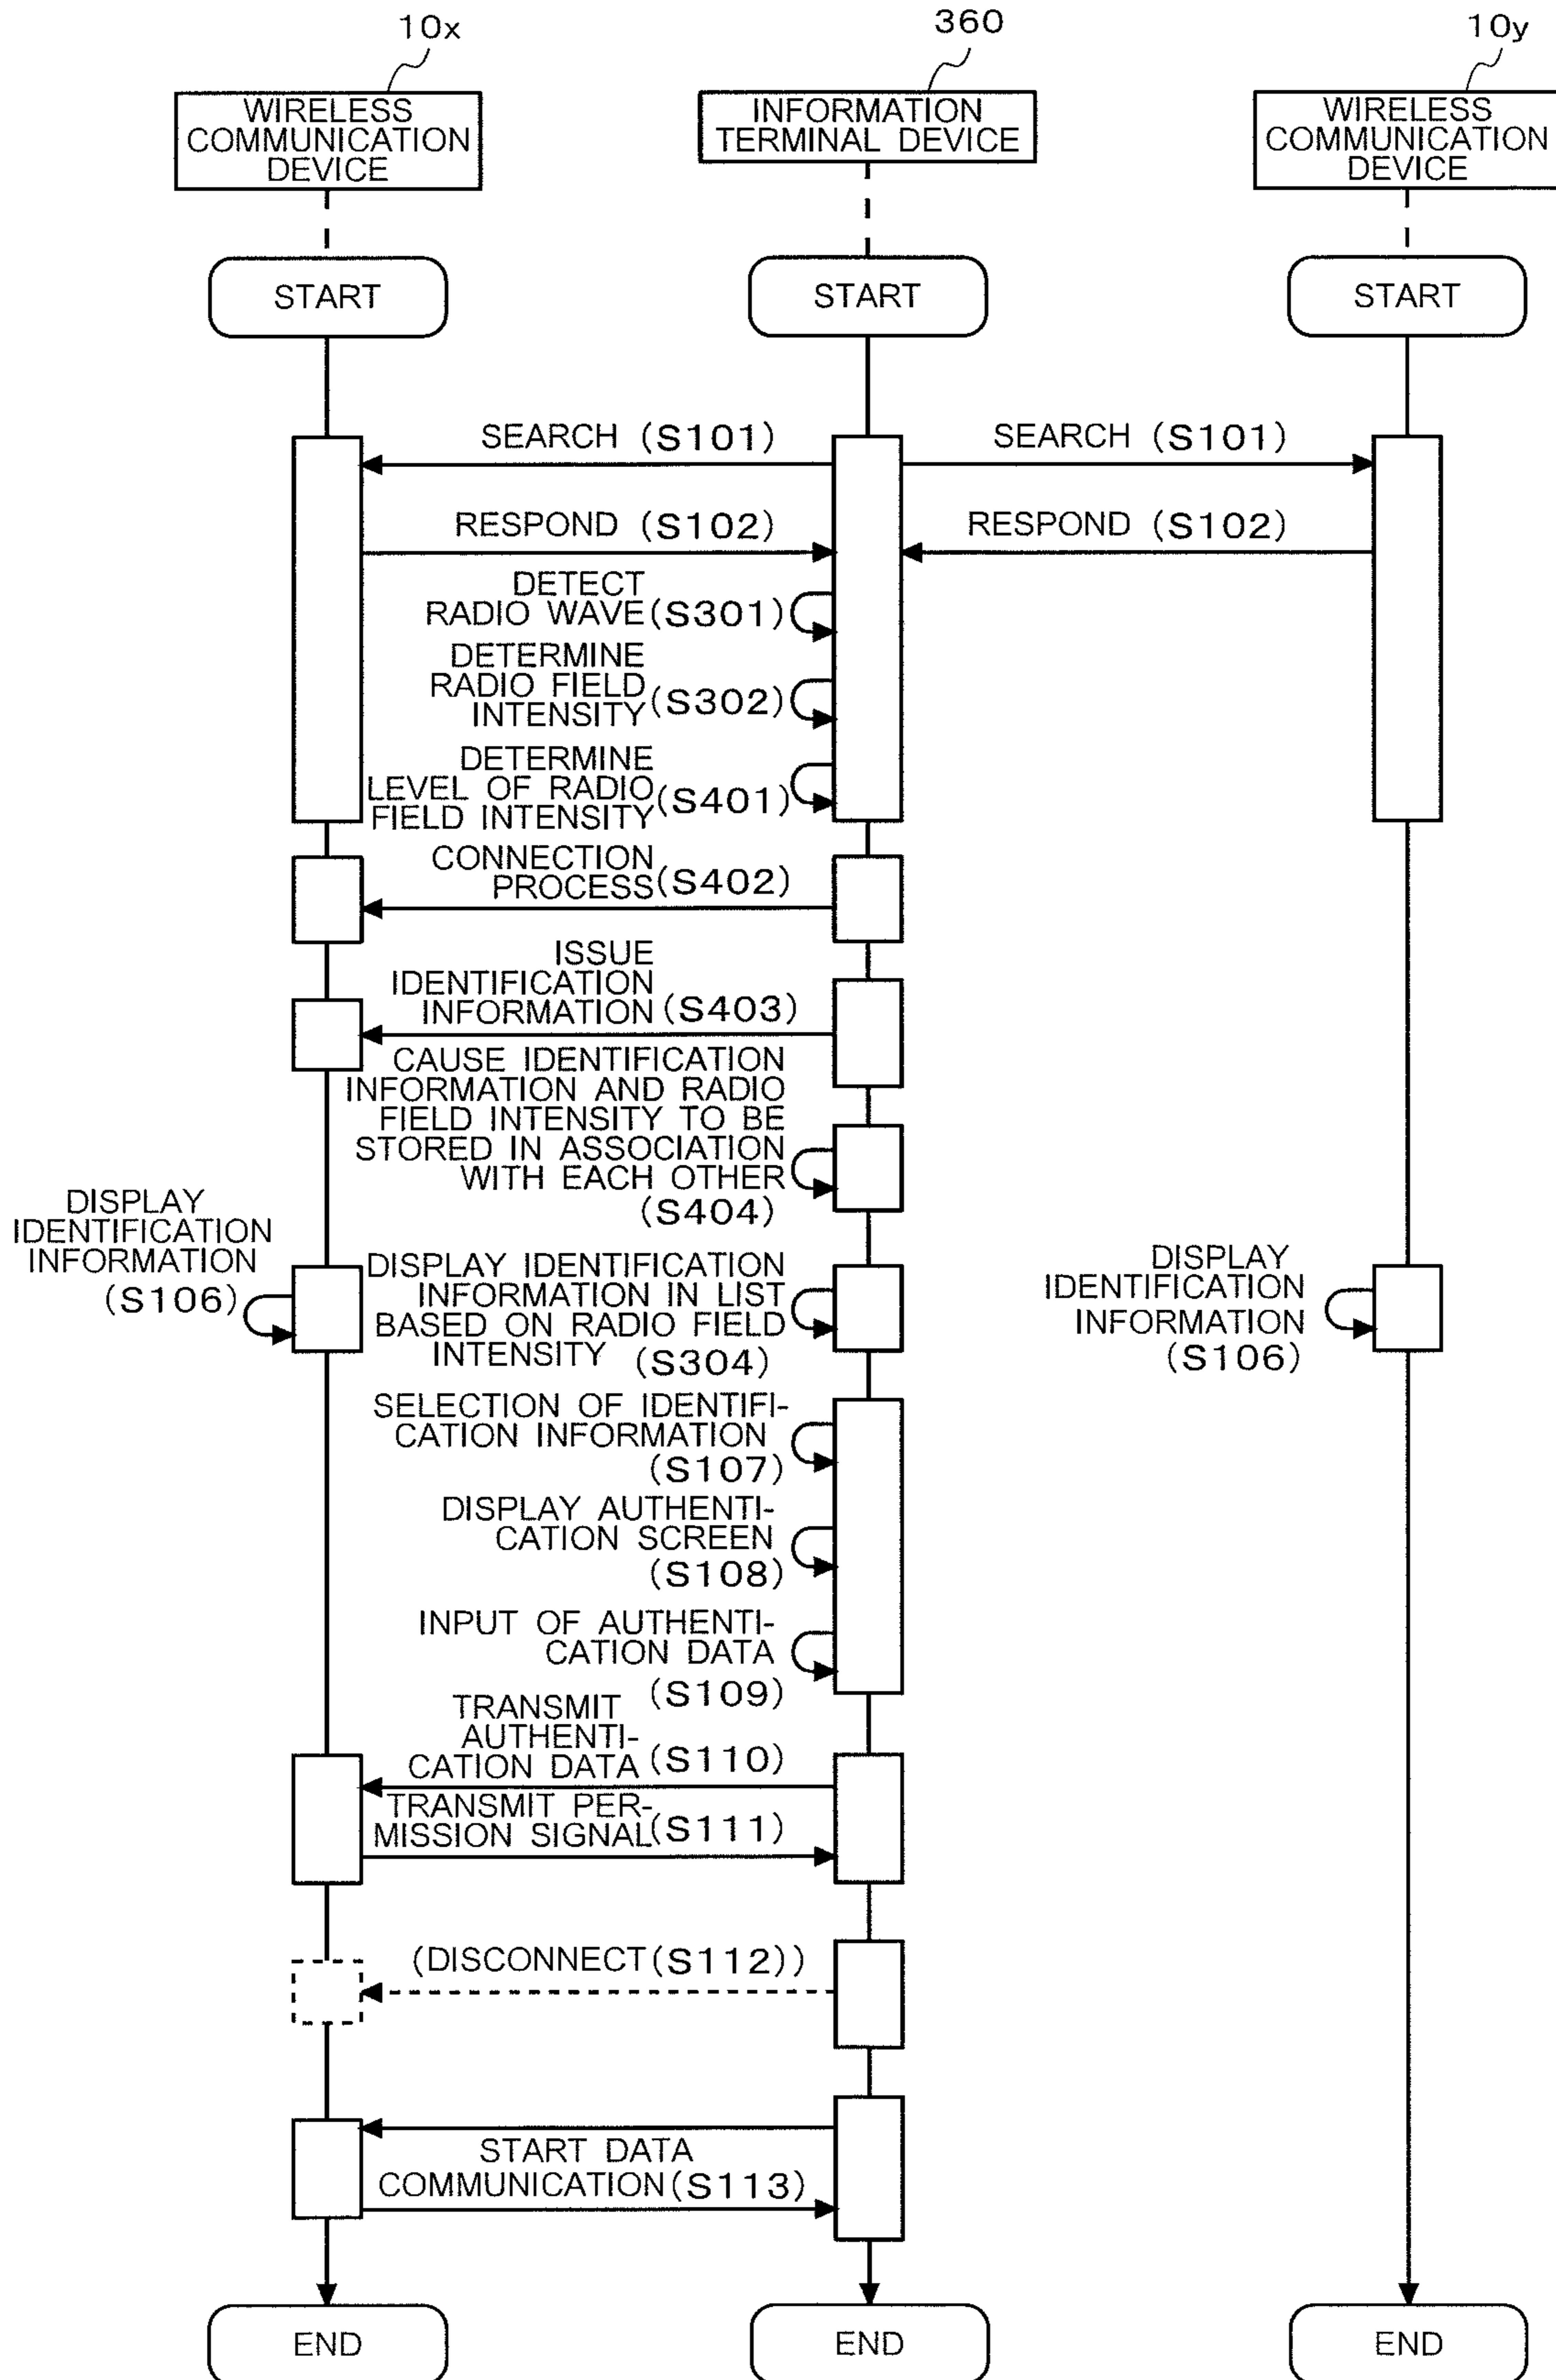 10x
360
10y
WIRELESS
COMMUNICATION
DEVICE
INFORMATION
TERMINAL DEVICE
WIRELESS
COMMUNICATION
DEVICE
START
START
START
SEARCH (S101)
SEARCH (S101)
RESPOND (S102)
RESPOND (S102)
DETECT
RADIO WAVE(S301)
DETERMINE
RADIO FIELD
INTENSITY(S302)
DETERMINE
LEVEL OF RADIO
FIELD INTENSITY(S401)
CONNECTION
PROCESS(S402)
ISSUE
IDENTIFICATION
INFORMATION(S403)
CAUSE IDENTIFICATION
INFORMATION AND RADIO
FIELD INTENSITY TO BE
STORED IN ASSOCIATION
WITH EACH OTHER
(S404)
DISPLAY
IDENTIFICATION
INFORMATION
(S106)
DISPLAY IDENTIFICATION
INFORMATION IN LIST
BASED ON RADIO FIELD
INTENSITY (S304)
DISPLAY
IDENTIFICATION
INFORMATION
(S106)
SELECTION OF IDENTIFI-
CATION INFORMATION
(S107)
DISPLAY AUTHENTI-
CATION SCREEN
(S108)
INPUT OF AUTHENTI-
CATION DATA
(S109)
TRANSMIT
AUTHENTI-
CATION DATA(S110)
TRANSMIT PER-
MISSION SIGNAL(S111)
(DISCONNECT(S112))
START DATA
COMMUNICATION(S113)
END
END
END